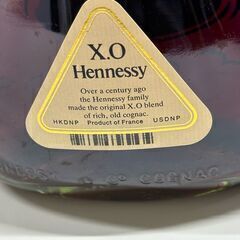 X.O
Hennessy
Over a century ago
the Hennessy family
made the original X.O blend
of rich, old cognac.
HKDNP Product of France USDNP
COGNAC